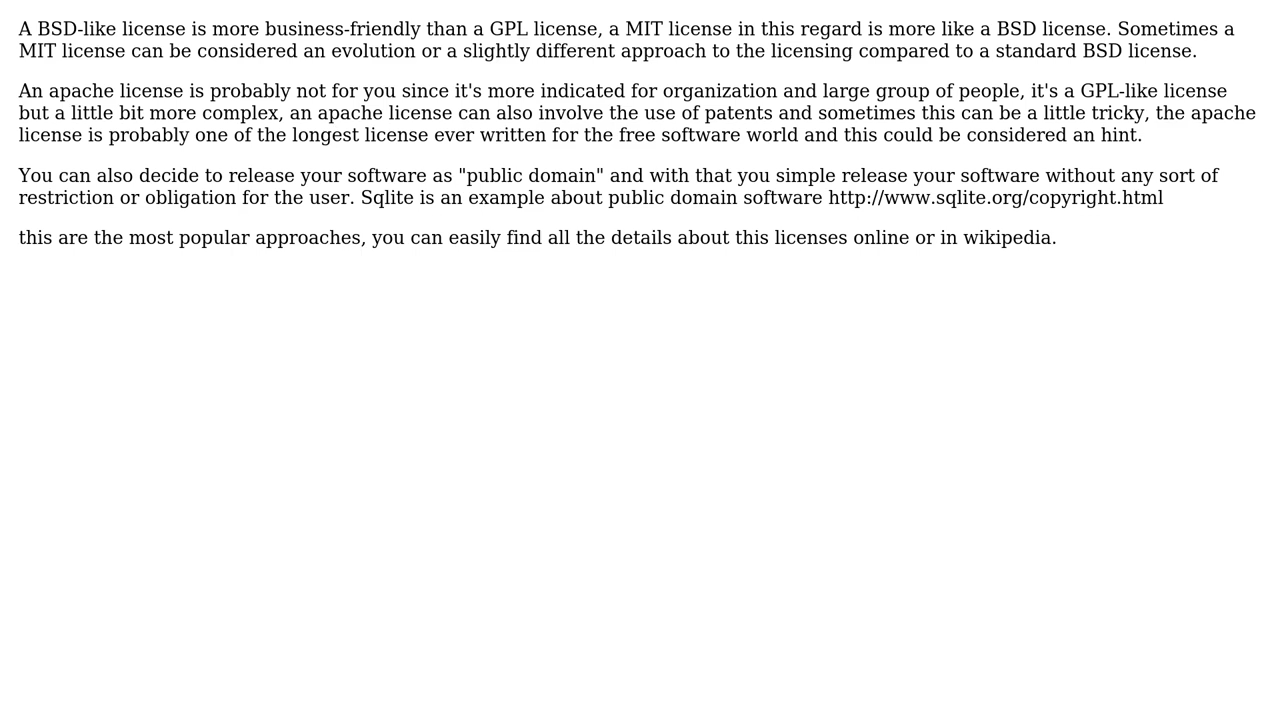 A BSD-like license is more business-friendly than a GPL license, a MIT license in this regard is more like a BSD license. Sometimes a
MIT license can be considered an evolution or a slightly different approach to the licensing compared to a standard BSD license.
An apache license is probably not for you since it's more indicated for organization and large group of people, it's a GPL-like license
but a little bit more complex, an apache license can also involve the use of patents and sometimes this can be a little tricky, the apache
license is probably one of the longest license ever written for the free software world and this could be considered an hint.
You can also decide to release your software as "public domain" and with that you simple release your software without any sort of
restriction or obligation for the user. Sqlite is an example about public domain software http://www.sqlite.org/copyright.html
this are the most popular approaches, you can easily find all the details about this licenses online or in wikipedia.